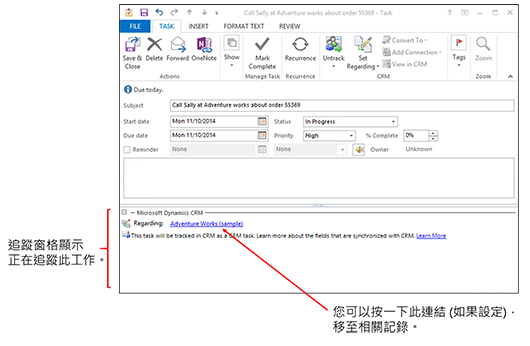 Call Sally at Adventure works about order 55369 - Task
FILE TASK INSERT FORMAT TEXT REVIEW
Save & Close
Delete
Forward
OneNote
Show
Mark Complete
Recurrence
Untrack
Set Regarding
Convert To
Add Connection
View in CRM
Tags
Zoom
Actions Manage Task Recurrence CRM Zoom
Due today.
Subject Call Sally at Adventure works about order 55369
Start date Mon 11/10/2014 Status In Progress
Due date Mon 11/10/2014 Priority High % Complete 0%
Reminder None None Owner Unknown
Microsoft Dynamics CRM
Regarding: Adventure Works (sample)
This task will be tracked in CRM as a CRM task. Learn more about the fields that are synchronized with CRM. Learn More
追蹤窗格顯示
正在追蹤此工作。
您可以按一下此連結 (如果設定)，
移至相關記錄。